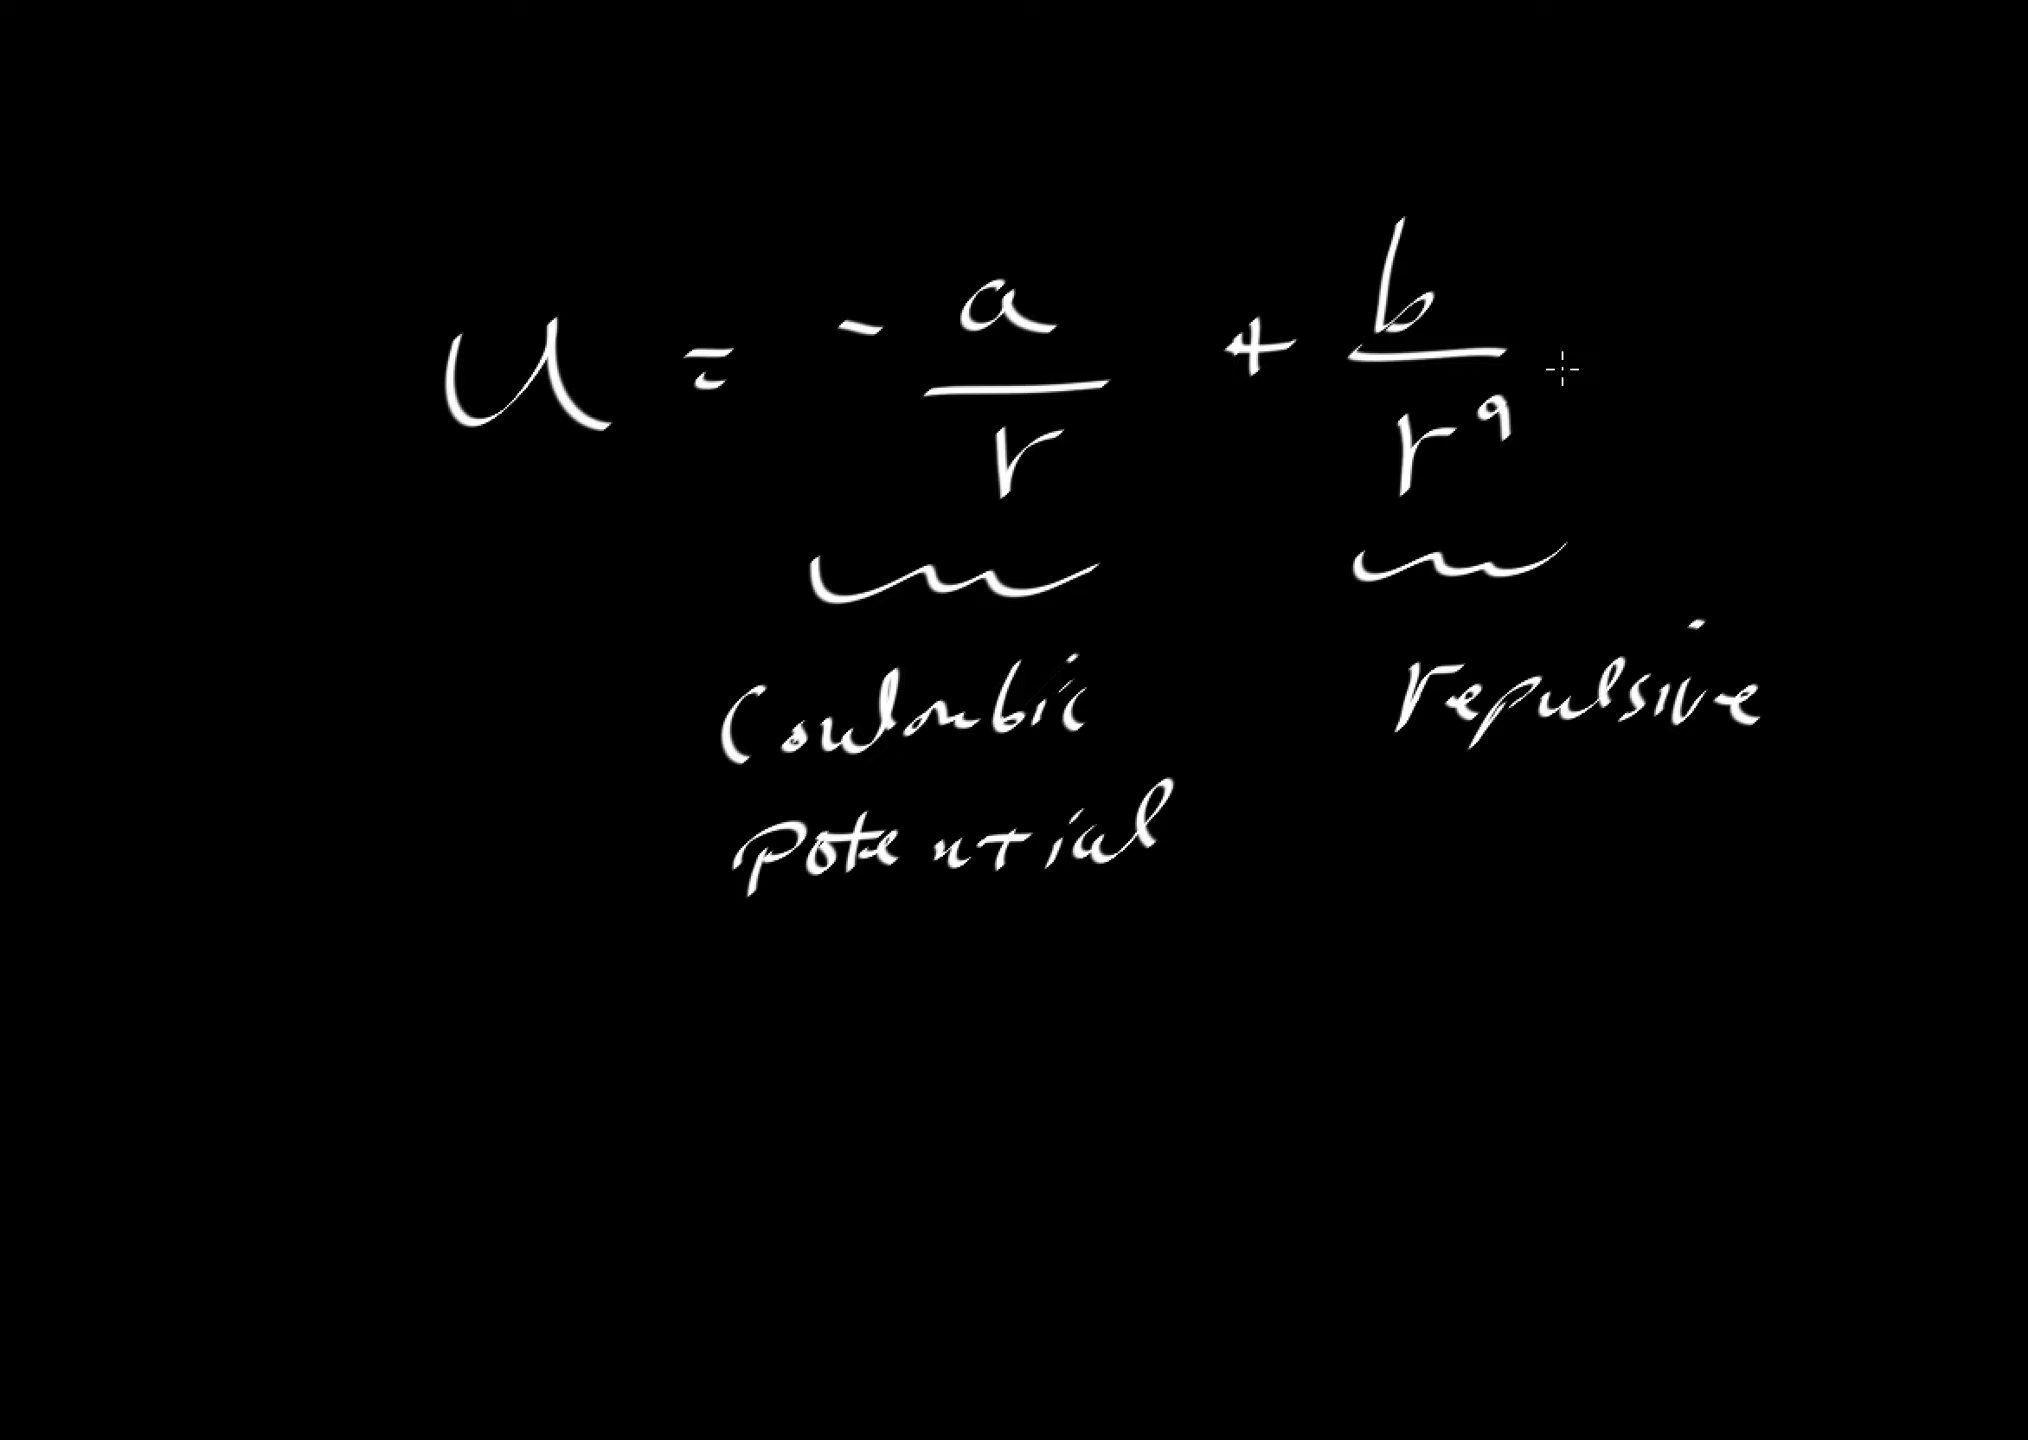 U = - a/r + b/r⁹
Coulombic repulsive
potential